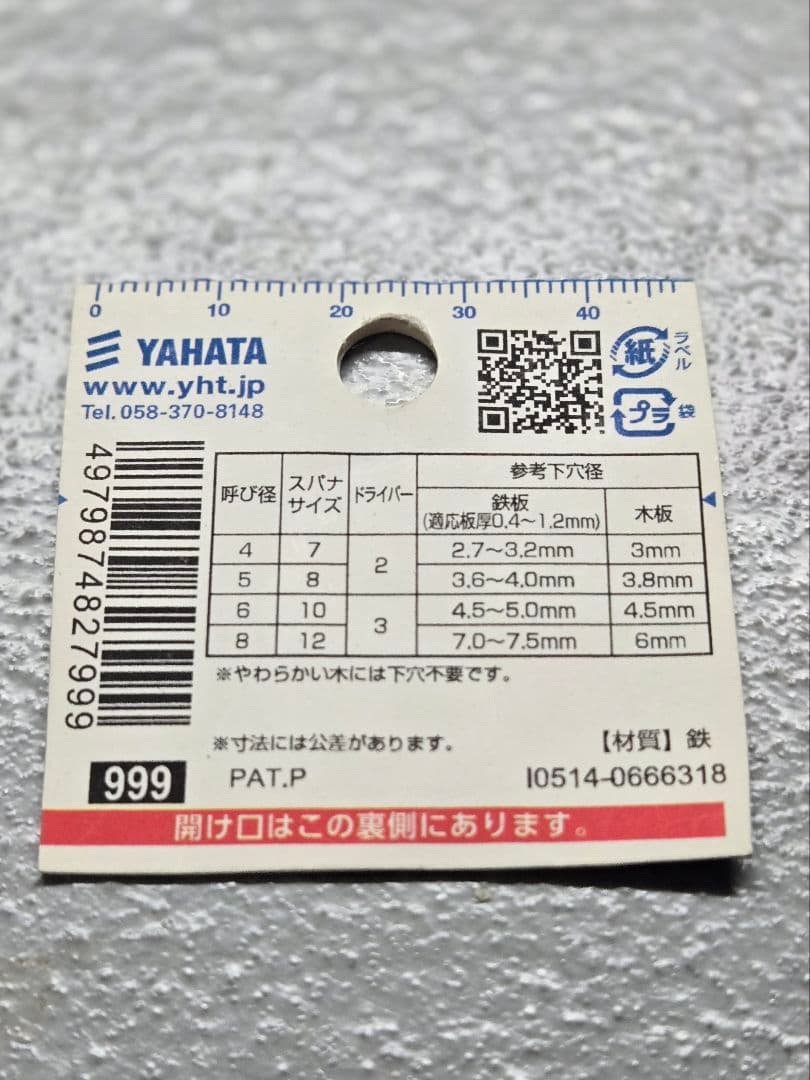 0 10 20 30 40
YAHATA
www.yht.jp
Tel. 058-370-8148
紙 ラベル
プラ 袋
4979874827999
呼び径 スパナサイズ ドライバー 参考下穴径
鉄板 (適応板厚0.4～1.2mm) 木板
4 7 2 2.7～3.2mm 3mm
5 8 3.6～4.0mm 3.8mm
6 10 3 4.5～5.0mm 4.5mm
8 12 7.0～7.5mm 6mm
※やわらかい木には下穴不要です。
※寸法には公差があります。 【材質】鉄
999 PAT.P I0514-0666318
開け口はこの裏側にあります。